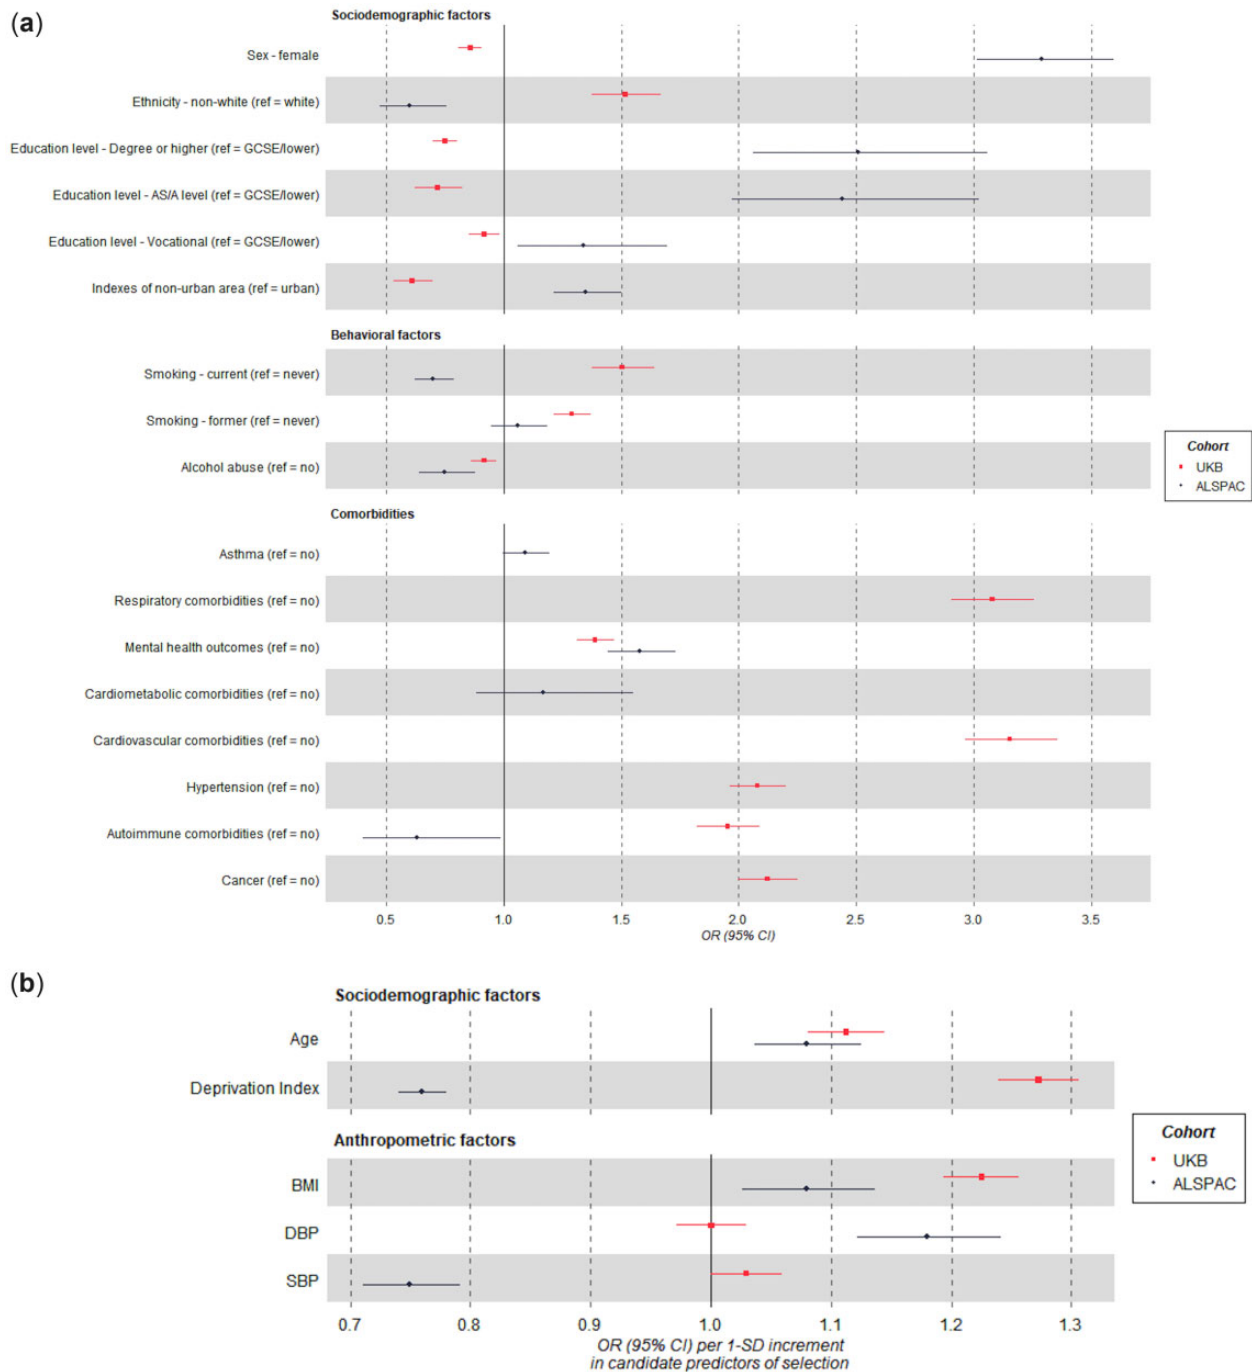 (a)
Sociodemographic factors
Sex - female
Ethnicity - non-white (ref = white)
Education level - Degree or higher (ref = GCSE/lower)
Education level - AS/A level (ref = GCSE/lower)
Education level - Vocational (ref = GCSE/lower)
Indexes of non-urban area (ref = urban)
Behavioral factors
Smoking - current (ref = never)
Smoking - former (ref = never)
Alcohol abuse (ref = no)
Cohort
UKB
ALSPAC
Comorbidities
Asthma (ref = no)
Respiratory comorbidities (ref = no)
Mental health outcomes (ref = no)
Cardiometabolic comorbidities (ref = no)
Cardiovascular comorbidities (ref = no)
Hypertension (ref = no)
Autoimmune comorbidities (ref = no)
Cancer (ref = no)
0.5 1.0 1.5 2.0 2.5 3.0 3.5
OR (95% CI)
(b)
Sociodemographic factors
Age
Deprivation Index
Anthropometric factors
BMI
DBP
SBP
Cohort
UKB
ALSPAC
0.7 0.8 0.9 1.0 1.1 1.2 1.3
OR (95% CI) per 1-SD increment
in candidate predictors of selection